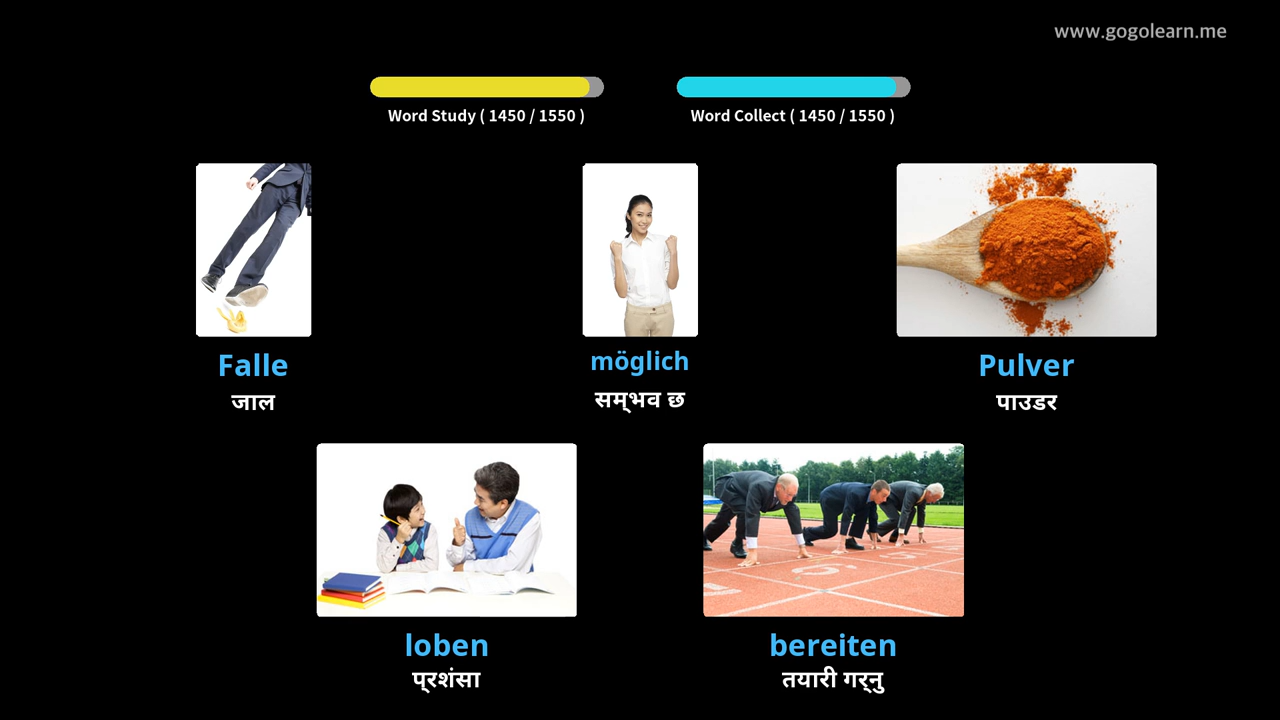 www.gogolearn.me
Word Study ( 1450 / 1550 )
Word Collect ( 1450 / 1550 )
Falle
जाल
möglich
सम्भव छ
Pulver
पाउडर
loben
प्रशंसा
bereiten
तयारी गर्नु